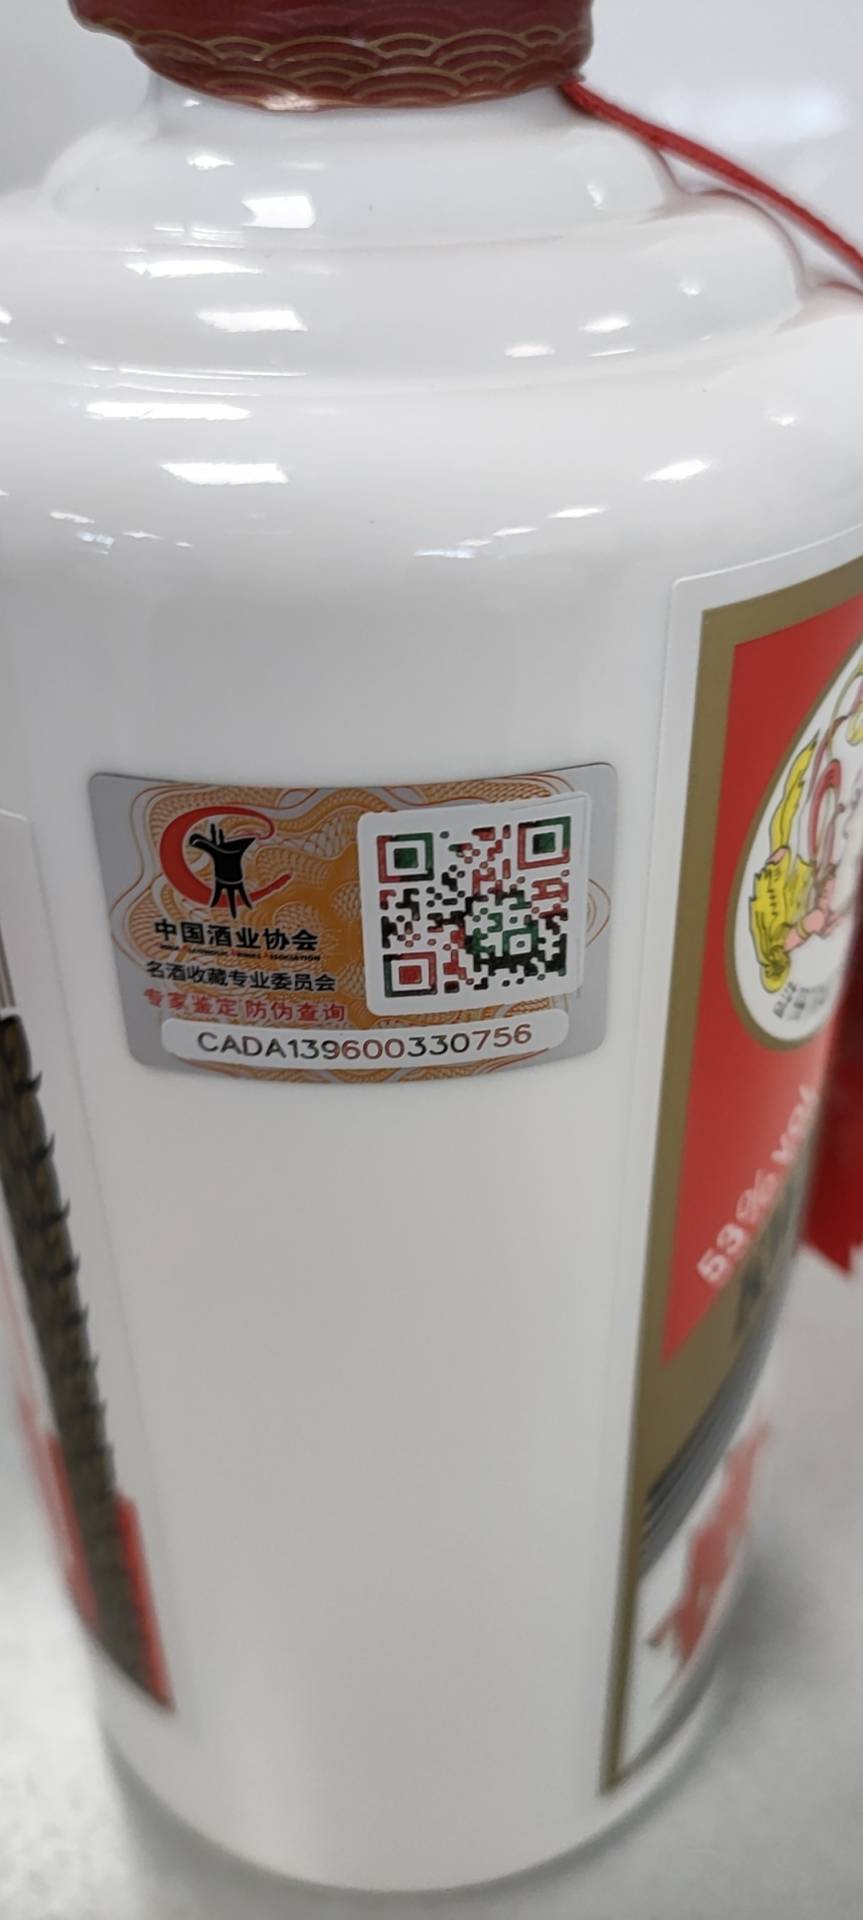 中国酒业协会
名酒收藏专业委员会
专家鉴定 防伪查询
CADA139600330756
53% vol